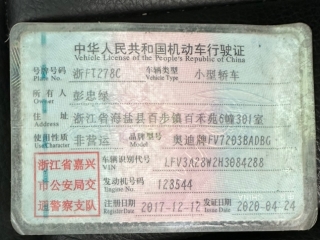 中华人民共和国机动车行驶证
Vehicle License of the People's Republic of China
号牌号码 浙FT278C 车辆类型 小型轿车
Plate No. Vehicle Type
所有人 彭忠绿
Owner
住址 浙江省海盐县百步镇百禾苑6幢301室
Address
使用性质 非营运 品牌型号 奥迪牌FV7203BADBG
Use Character Model
浙江省嘉兴
市公安局交
通警察支队
车辆识别代号 LFV3A28W2H3084288
VIN
发动机号码 123544
Engine No.
注册日期 2017-12-12 发证日期 2020-04-24
Register Date Issue Date